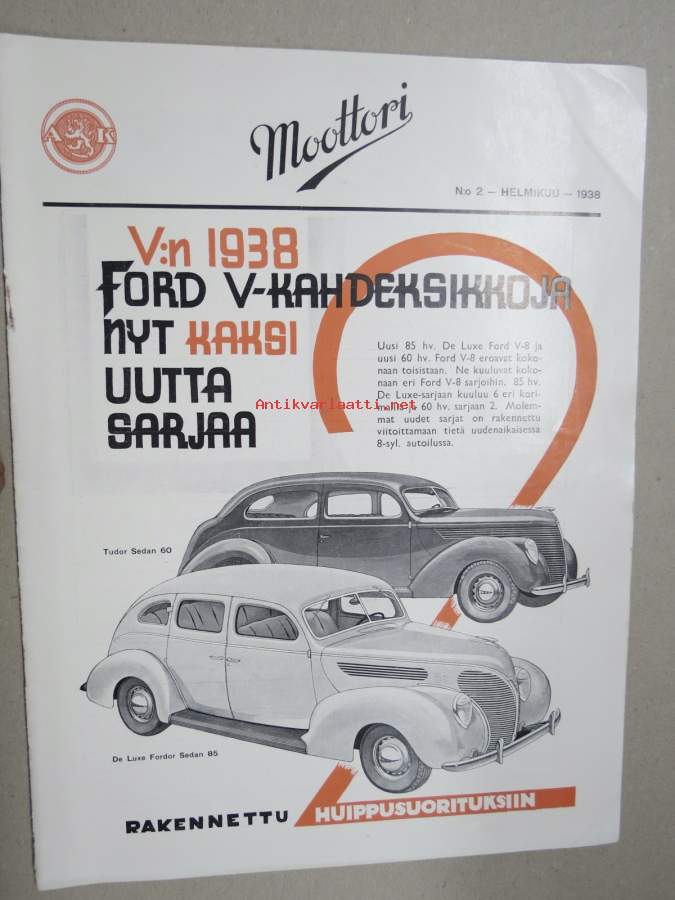 A K
Moottori
N:o 2 — HELMIKUU — 1938
V:n 1938
FORD V-KAHDEKSIKKOJA
NYT KAKSI
UUTTA
SARJAA
Uusi 85 hv. De Luxe Ford V-8 ja
uusi 60 hv. Ford V-8 eroavat koko-
naan toisistaan. Ne kuuluvat koko-
naan eri Ford V-8 sarjoihin. 85 hv.
De Luxe-sarjaan kuuluu 6 eri kori-
mallia ja 60 hv. sarjaan 2. Molem-
mat uudet sarjat on rakennettu
viitoittamaan tietä uudenaikaisessa
8-syl. autoilussa.
Antikvariaatti.net
Tudor Sedan 60
De Luxe Fordor Sedan 85
RAKENNETTU HUIPPUSUORITUKSIIN